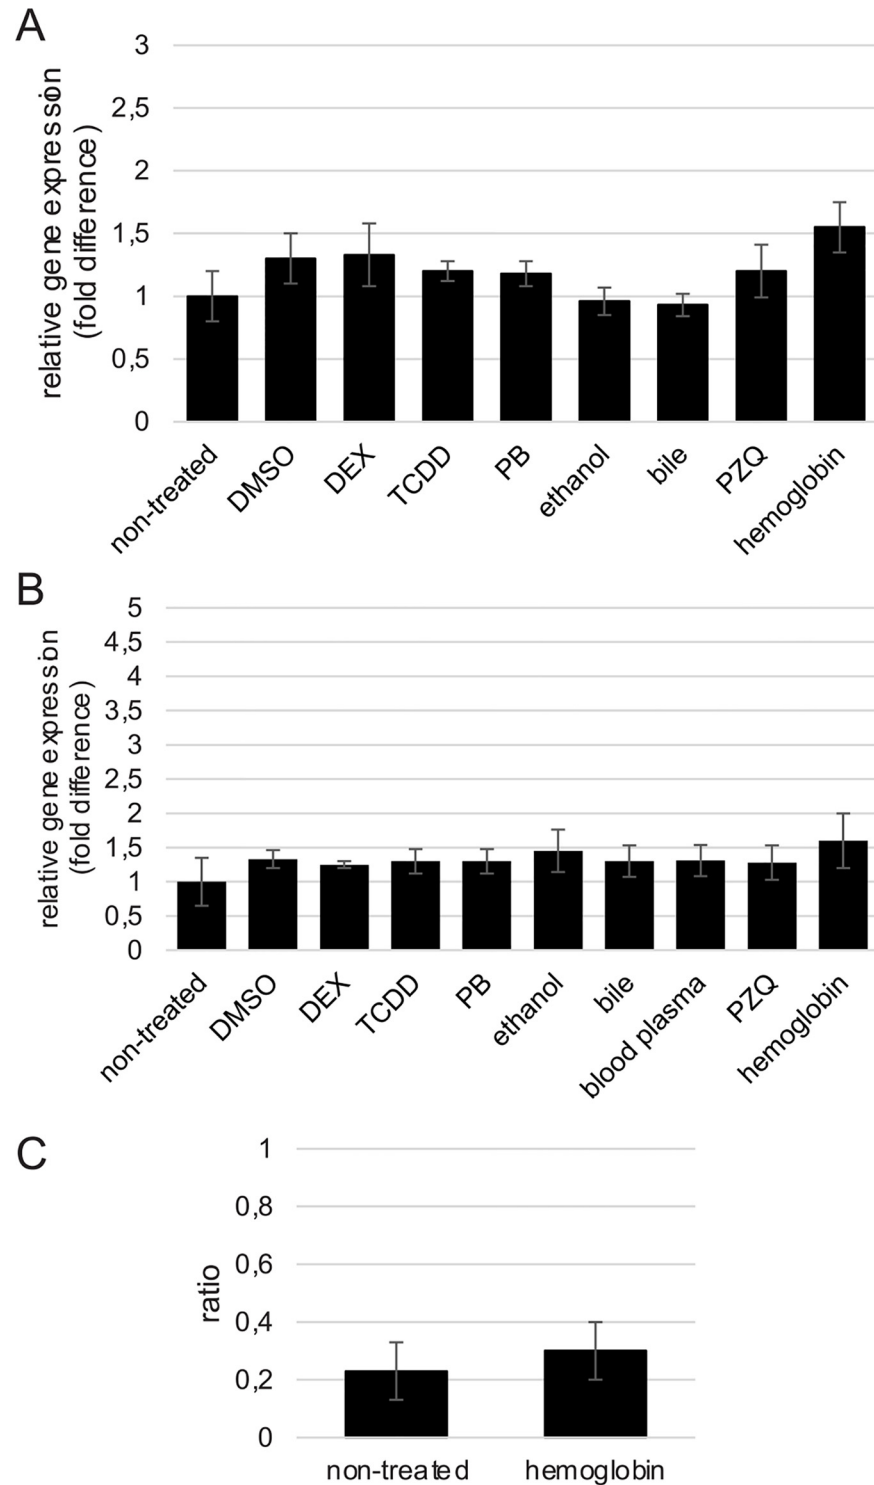 A
relative gene expression
(fold difference)
3
2,5
2
1,5
1
0,5
0
non-treated
DMSO
DEX
TCDD
PB
ethanol
bile
PZQ
hemoglobin
B
relative gene expression
(fold difference)
5
4,5
4
3,5
3
2,5
2
1,5
1
0,5
0
non-treated
DMSO
DEX
TCDD
PB
ethanol
bile
blood plasma
PZQ
hemoglobin
C
ratio
1
0,8
0,6
0,4
0,2
0
non-treated
hemoglobin